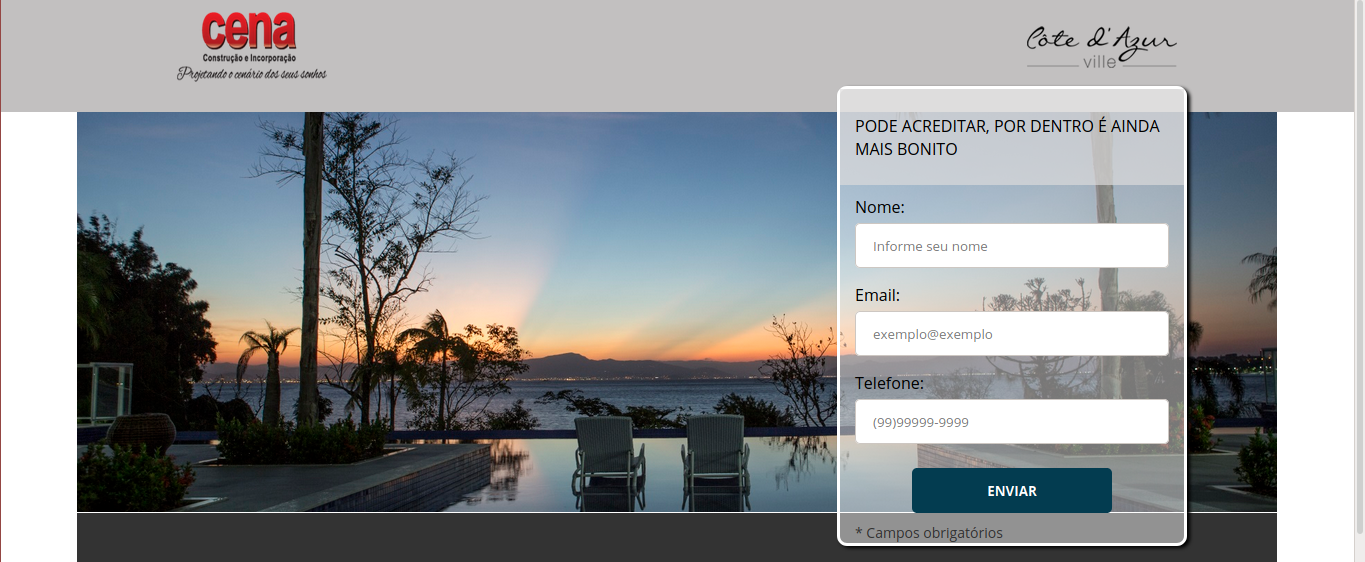 cena
Construção e Incorporação
Projetando o cenário dos seus sonhos
Côte d'Azur
ville
PODE ACREDITAR, POR DENTRO É AINDA
MAIS BONITO
Nome:
Informe seu nome
Email:
exemplo@exemplo
Telefone:
(99)99999-9999
ENVIAR
* Campos obrigatórios